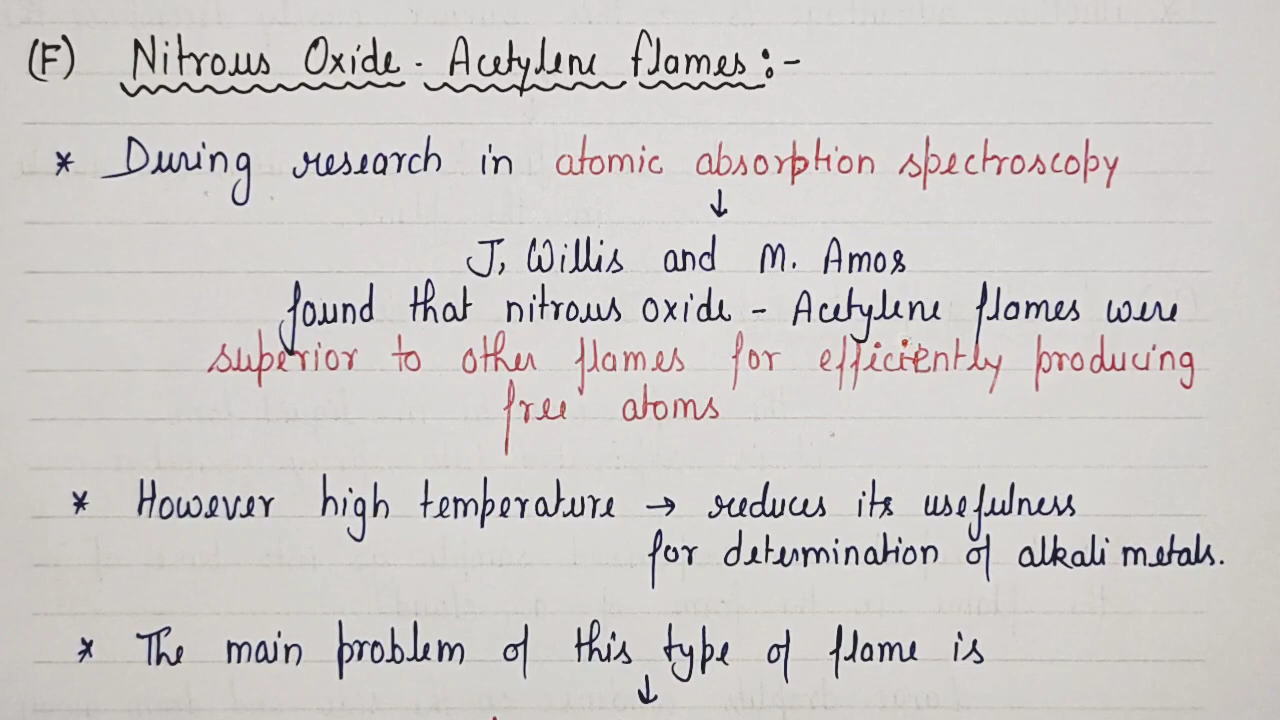 (F) Nitrous Oxide - Acetylene flames :-
* During research in atomic absorption spectroscopy
↓
J, Willis and M. Amos
found that nitrous oxide - Acetylene flames were
superior to other flames for efficiently producing
free atoms
* However high temperature → reduces its usefulness
for determination of alkali metals.
* The main problem of this type of flame is
↓